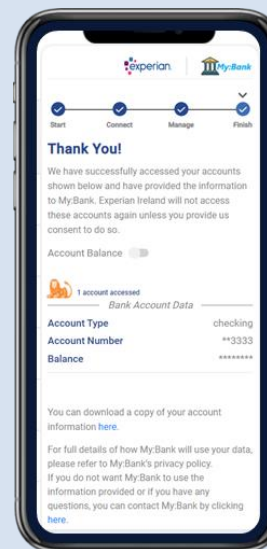 experian. My:Bank
Start Connect Manage Finish
Thank You!
We have successfully accessed your accounts
shown below and have provided the information
to My:Bank. Experian Ireland will not access
these accounts again unless you provide us
consent to do so.
Account Balance
1 account accessed
Bank Account Data
Account Type checking
Account Number **3333
Balance ********
You can download a copy of your account
information here.
For full details of how My:Bank will use your data,
please refer to My:Bank's privacy policy.
If you do not want My:Bank to use the
information provided or if you have any
questions, you can contact My:Bank by clicking
here.